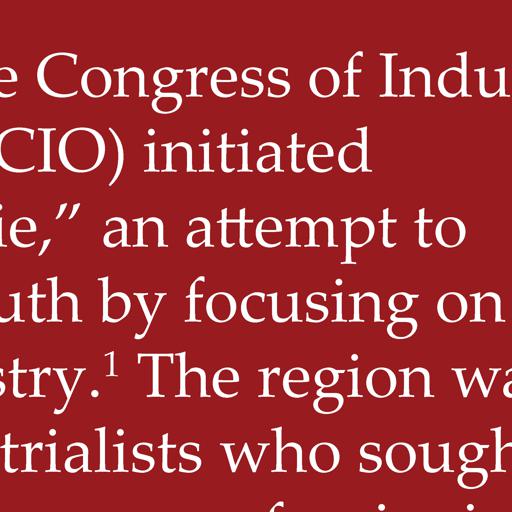 e Congress of Indu
CIO) initiated
ie,” an attempt to
uth by focusing on
stry.¹ The region wa
trialists who sough